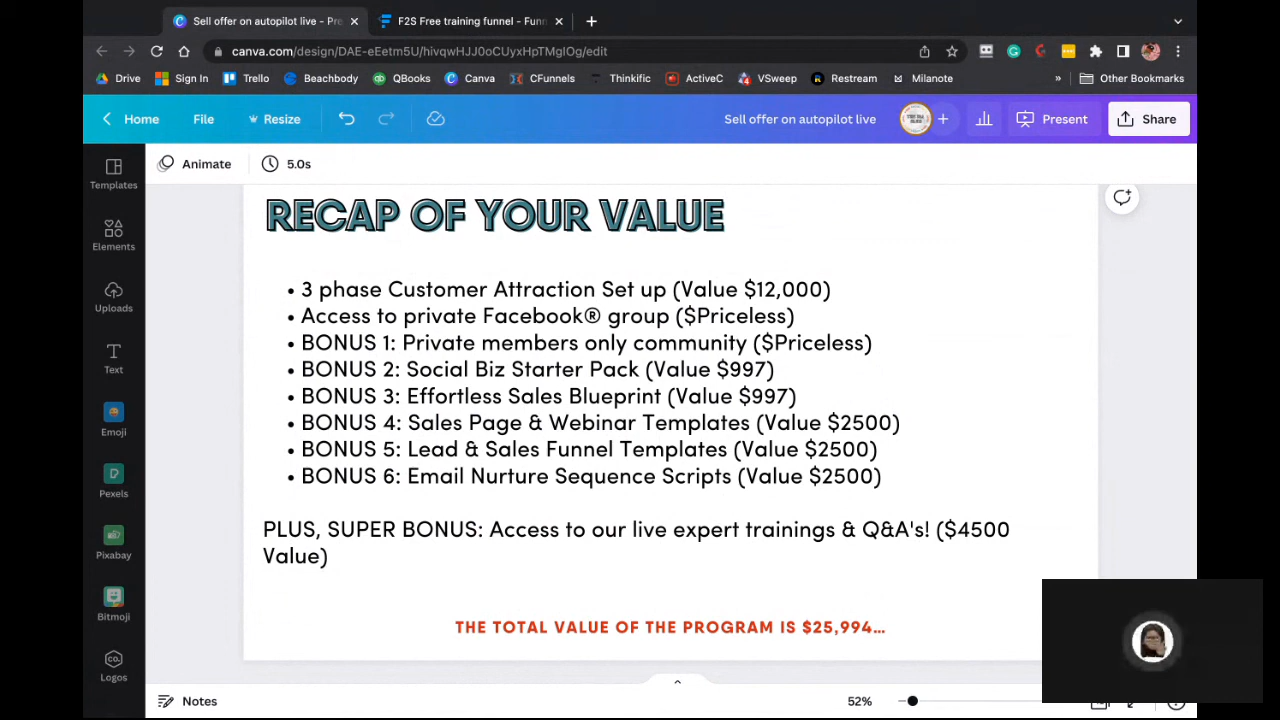 Sell offer on autopilot live - Pre
F2S Free training funnel - Funn
canva.com/design/DAE-eEetm5U/hivqwHJJ0oCUyxHpTMgIOg/edit
Drive Sign In Trello Beachbody QBooks Canva CFunnels Thinkific ActiveC VSweep Restream Milanote » Other Bookmarks
Home File Resize Sell offer on autopilot live Present Share
Animate 5.0s
Templates
Elements
Uploads
Text
Emoji
Pexels
Pixabay
Bitmoji
Logos
RECAP OF YOUR VALUE
• 3 phase Customer Attraction Set up (Value $12,000)
• Access to private Facebook® group ($Priceless)
• BONUS 1: Private members only community ($Priceless)
• BONUS 2: Social Biz Starter Pack (Value $997)
• BONUS 3: Effortless Sales Blueprint (Value $997)
• BONUS 4: Sales Page & Webinar Templates (Value $2500)
• BONUS 5: Lead & Sales Funnel Templates (Value $2500)
• BONUS 6: Email Nurture Sequence Scripts (Value $2500)
PLUS, SUPER BONUS: Access to our live expert trainings & Q&A's! ($4500
Value)
THE TOTAL VALUE OF THE PROGRAM IS $25,994...
Notes 52%